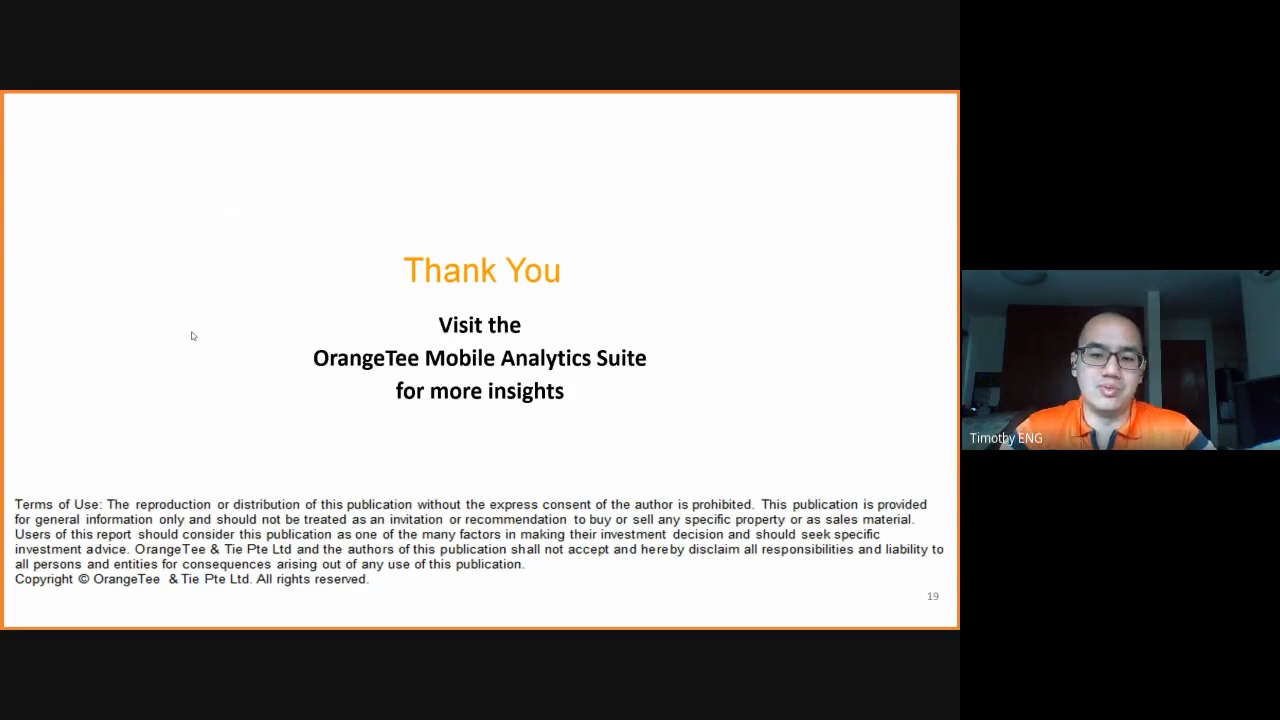 Thank You
Visit the
OrangeTee Mobile Analytics Suite
for more insights
Terms of Use: The reproduction or distribution of this publication without the express consent of the author is prohibited. This publication is provided
for general information only and should not be treated as an invitation or recommendation to buy or sell any specific property or as sales material.
Users of this report should consider this publication as one of the many factors in making their investment decision and should seek specific
investment advice. OrangeTee & Tie Pte Ltd and the authors of this publication shall not accept and hereby disclaim all responsibilities and liability to
all persons and entities for consequences arising out of any use of this publication.
Copyright © OrangeTee & Tie Pte Ltd. All rights reserved.
19
Timothy ENG